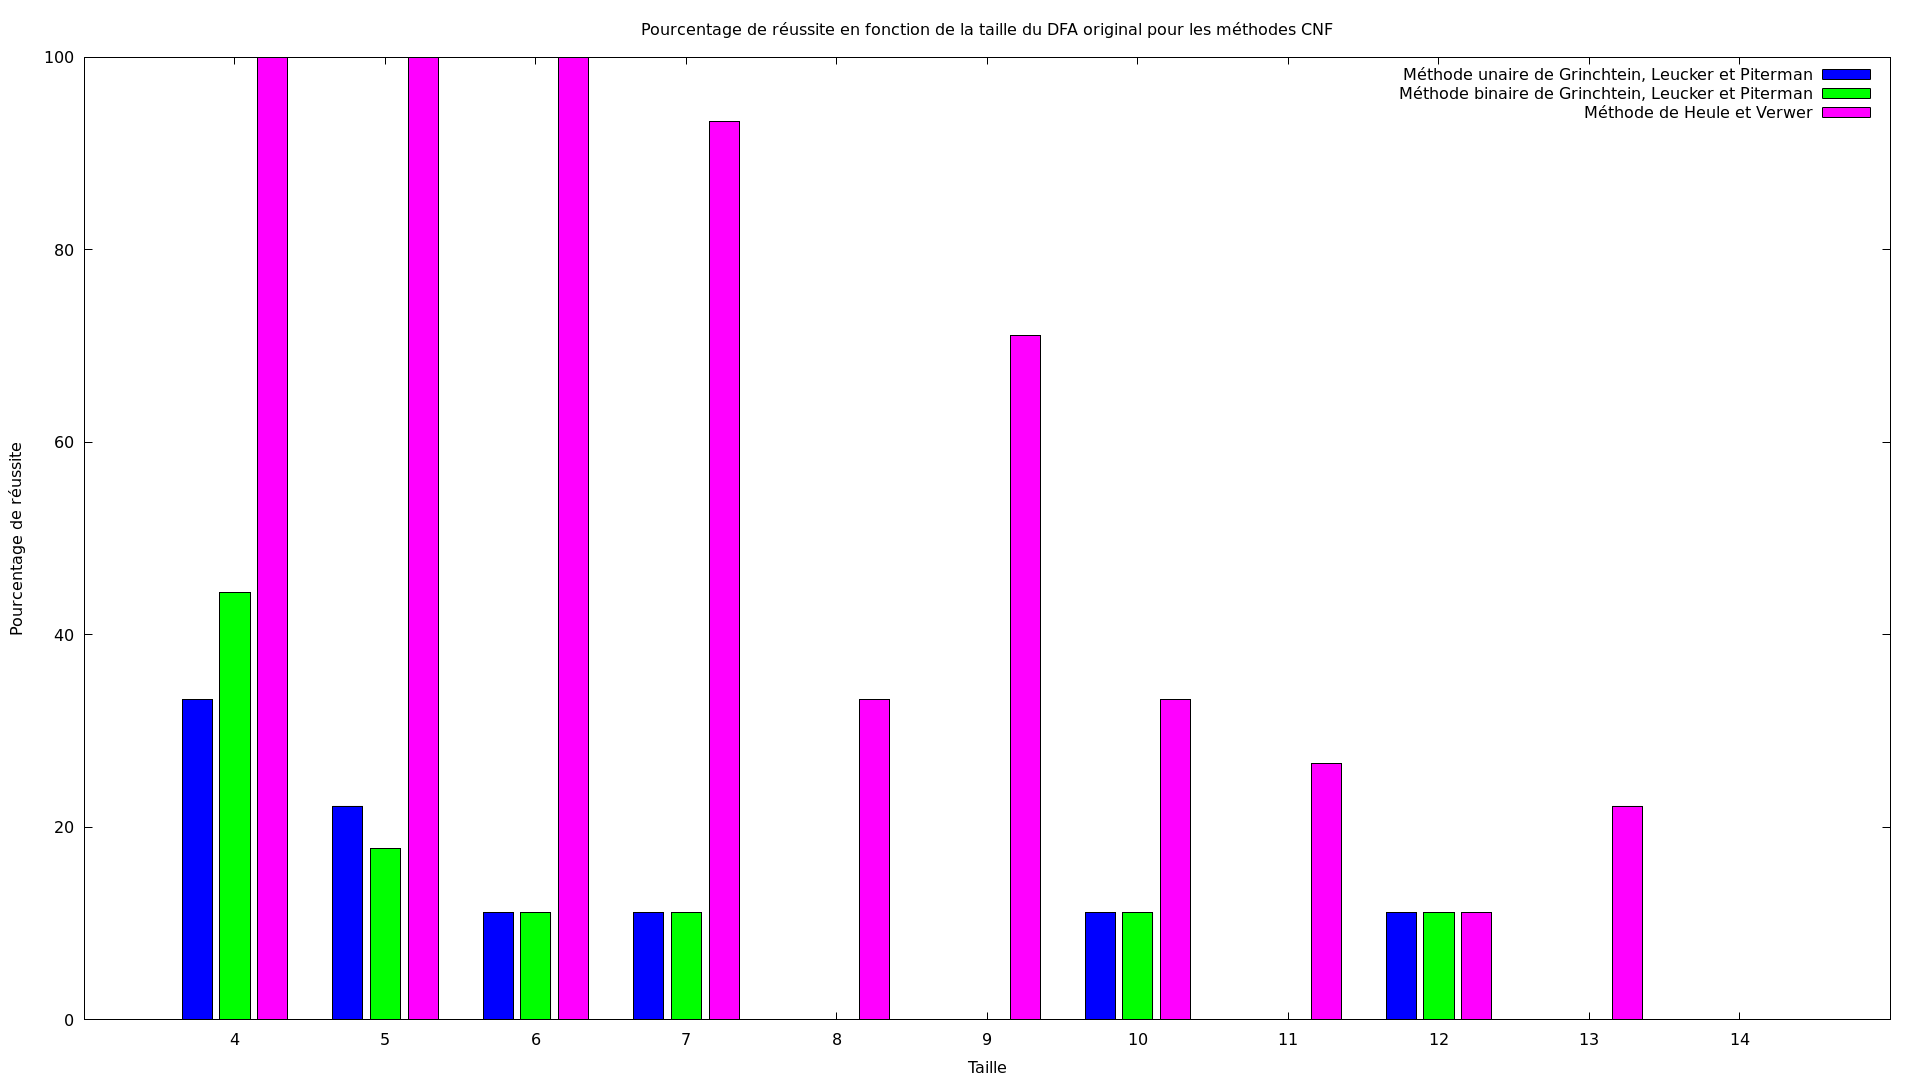 Pourcentage de réussite en fonction de la taille du DFA original pour les méthodes CNF
100
80
60
40
20
0
Pourcentage de réussite
Méthode unaire de Grinchtein, Leucker et Piterman
Méthode binaire de Grinchtein, Leucker et Piterman
Méthode de Heule et Verwer
4 5 6 7 8 9 10 11 12 13 14
Taille